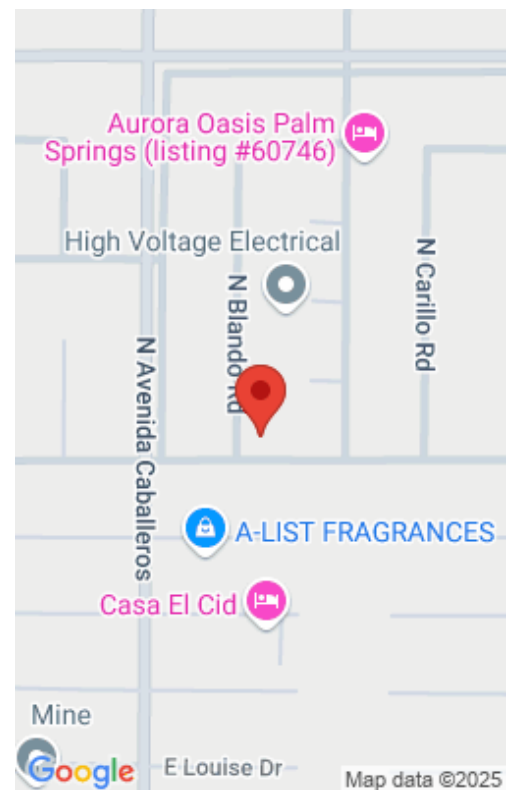 Aurora Oasis Palm
Springs (listing #60746)
High Voltage Electrical
N Blando Rd
N Carillo Rd
N Avenida Caballeros
A-LIST FRAGRANCES
Casa El Cid
Mine
Google
E Louise Dr
Map data ©2025